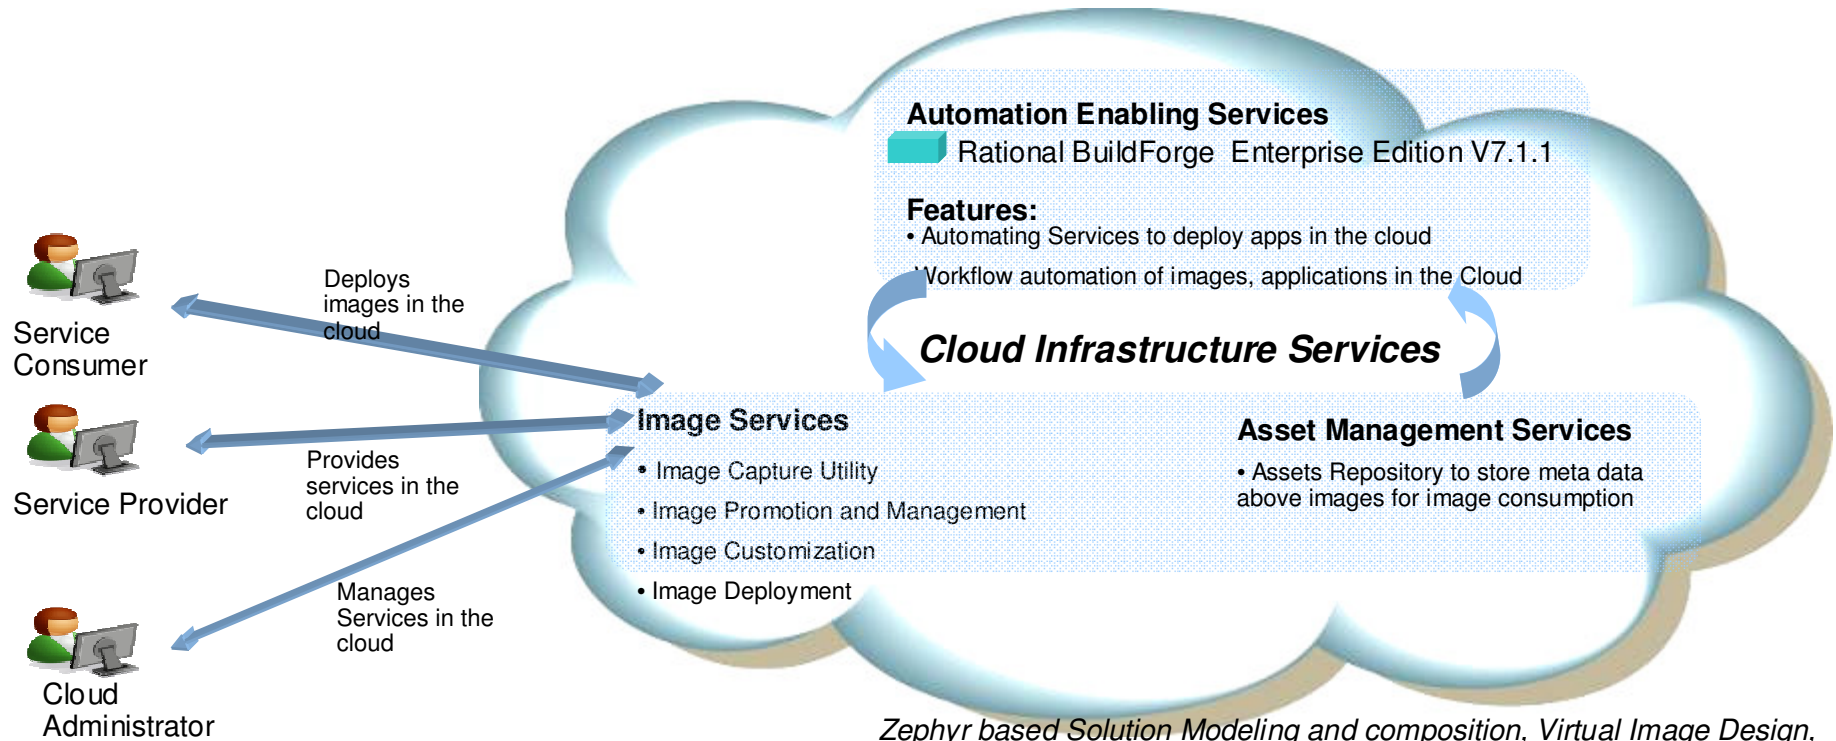 Automation Enabling Services
Rational BuildForge Enterprise Edition V7.1.1
Features:
• Automating Services to deploy apps in the cloud
Workflow automation of images, applications in the Cloud
Cloud Infrastructure Services
Service
Consumer
Deploys
images in the
cloud
Service Provider
Provides
services in the
cloud
Cloud
Administrator
Manages
Services in the
cloud
Image Services
• Image Capture Utility
• Image Promotion and Management
• Image Customization
• Image Deployment
Asset Management Services
• Assets Repository to store meta data
above images for image consumption
Zephyr based Solution Modeling and composition, Virtual Image Design,